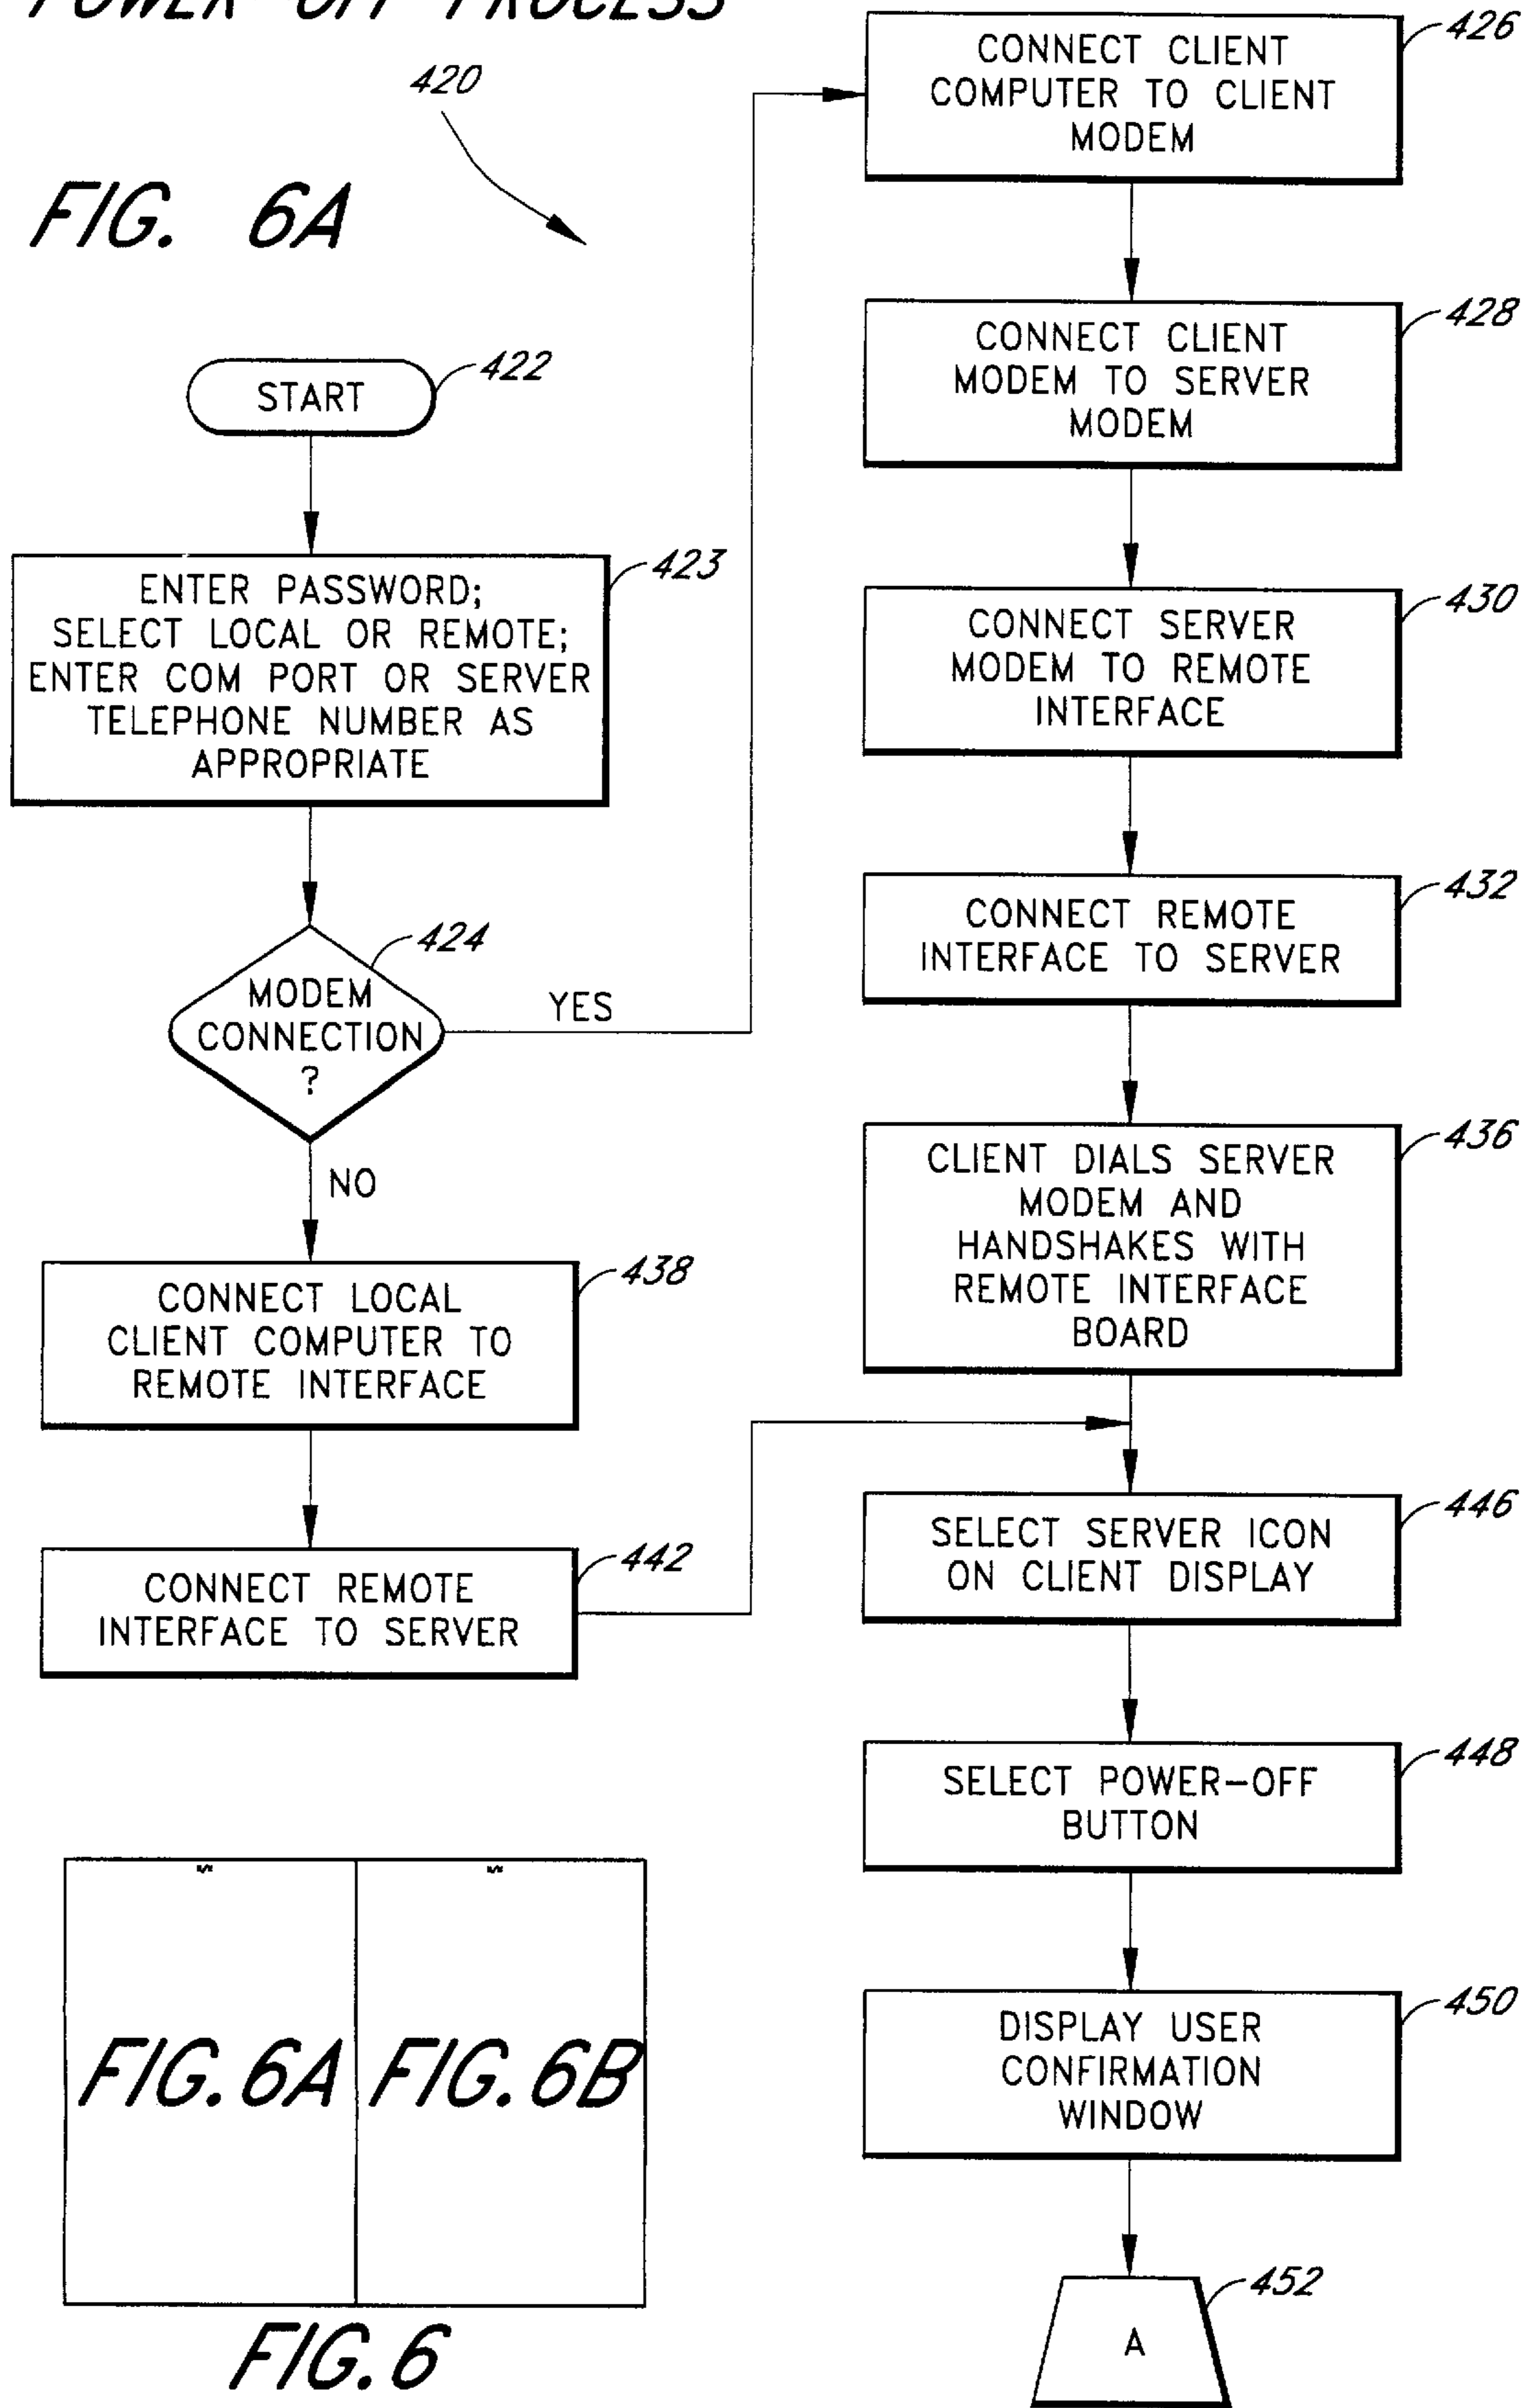 POWER-OFF PROCESS
420
FIG. 6A
START
422
ENTER PASSWORD;
SELECT LOCAL OR REMOTE;
ENTER COM PORT OR SERVER
TELEPHONE NUMBER AS
APPROPRIATE
423
MODEM
CONNECTION
?
424
YES
NO
CONNECT LOCAL
CLIENT COMPUTER TO
REMOTE INTERFACE
438
CONNECT REMOTE
INTERFACE TO SERVER
442
CONNECT CLIENT
COMPUTER TO CLIENT
MODEM
426
CONNECT CLIENT
MODEM TO SERVER
MODEM
428
CONNECT SERVER
MODEM TO REMOTE
INTERFACE
430
CONNECT REMOTE
INTERFACE TO SERVER
432
CLIENT DIALS SERVER
MODEM AND
HANDSHAKES WITH
REMOTE INTERFACE
BOARD
436
SELECT SERVER ICON
ON CLIENT DISPLAY
446
SELECT POWER-OFF
BUTTON
448
DISPLAY USER
CONFIRMATION
WINDOW
450
A
452
FIG. 6A
FIG. 6B
FIG. 6